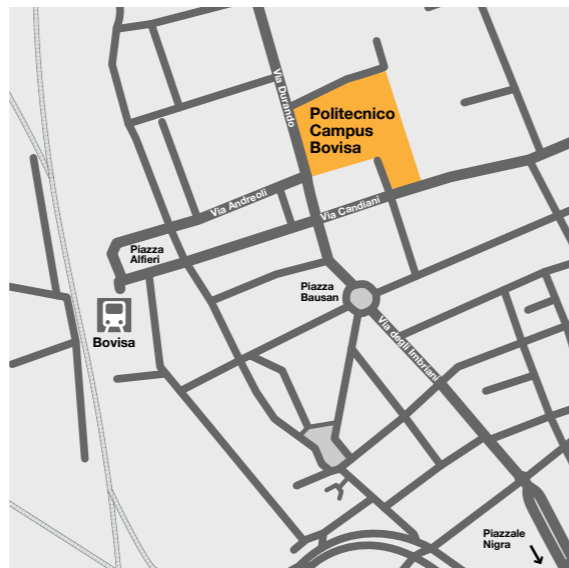 Via Durando
Politecnico
Campus
Bovisa
Via Andreoli
Via Candiani
Piazza
Alfieri
Piazza
Bausan
Bovisa
Via degli Imbriani
Piazzale
Nigra